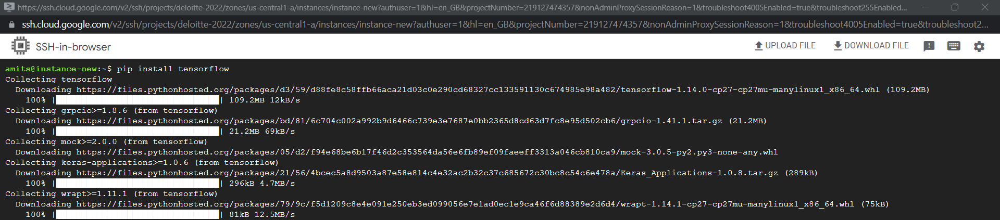 https://ssh.cloud.google.com/v2/ssh/projects/deloitte-2022/zones/us-central1-a/instances/instance-new?authuser=1&hl=en_GB&projectNumber=219127474357&nonAdminProxySessionReason=1&troubleshoot4005Enabled=true&troubleshoot255Enabled...
ssh.cloud.google.com/v2/ssh/projects/deloitte-2022/zones/us-central1-a/instances/instance-new?authuser=1&hl=en_GB&projectNumber=219127474357&nonAdminProxySessionReason=1&troubleshoot4005Enabled=true&troubleshoot2...
SSH-in-browser UPLOAD FILE DOWNLOAD FILE
amits@instance-new:~$ pip install tensorflow
Collecting tensorflow
Downloading https://files.pythonhosted.org/packages/d3/59/d88fe8c58ffb66aca21d03c0e290cd68327cc133591130c674985e98a482/tensorflow-1.14.0-cp27-cp27mu-manylinux1_x86_64.whl (109.2MB)
100% || 109.2MB 12kB/s
Collecting grpcio>=1.8.6 (from tensorflow)
Downloading https://files.pythonhosted.org/packages/bd/81/6c704c002a992b9d6466c739e3e7687e0bb2365d8cd63d7fc8e95d502cb6/grpcio-1.41.1.tar.gz (21.2MB)
100% || 21.2MB 69kB/s
Collecting mock>=2.0.0 (from tensorflow)
Downloading https://files.pythonhosted.org/packages/05/d2/f94e68be6b17f46d2c353564da56e6fb89ef09faeeff3313a046cb810ca9/mock-3.0.5-py2.py3-none-any.whl
Collecting keras-applications>=1.0.6 (from tensorflow)
Downloading https://files.pythonhosted.org/packages/21/56/4bcec5a8d9503a87e58e814c4e32ac2b32c37c685672c30bc8c54c6e478a/Keras_Applications-1.0.8.tar.gz (289kB)
100% || 296kB 4.7MB/s
Collecting wrapt>=1.11.1 (from tensorflow)
Downloading https://files.pythonhosted.org/packages/79/9c/f5d1209c8e4e091e250eb3ed099056e7e1ad0ec1e9ca46f6d88389e2d6d4/wrapt-1.14.1-cp27-cp27mu-manylinux1_x86_64.whl (75kB)
100% || 81kB 12.5MB/s